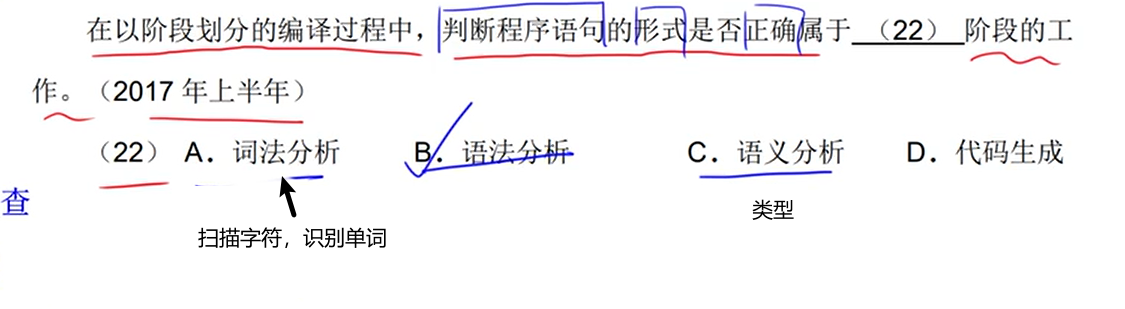 在以阶段划分的编译过程中，判断程序语句的形式是否正确属于 （22） 阶段的工
作。（2017 年上半年）
（22） A．词法分析 B．语法分析 C．语义分析 D．代码生成
查
类型
扫描字符，识别单词